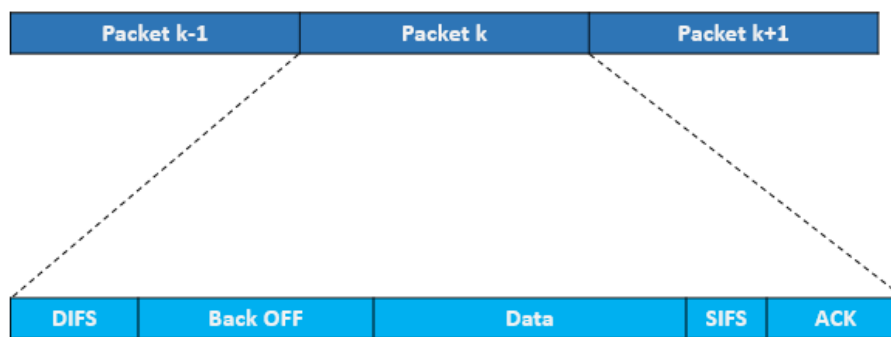 Packet k-1 Packet k Packet k+1
DIFS Back OFF Data SIFS ACK